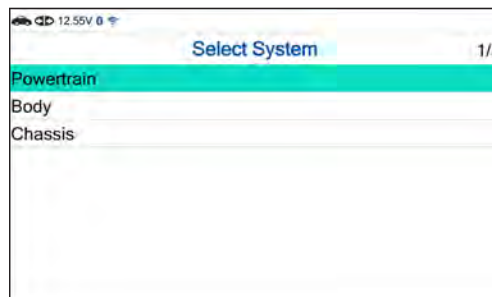 12.55V
Select System 1/
Powertrain
Body
Chassis